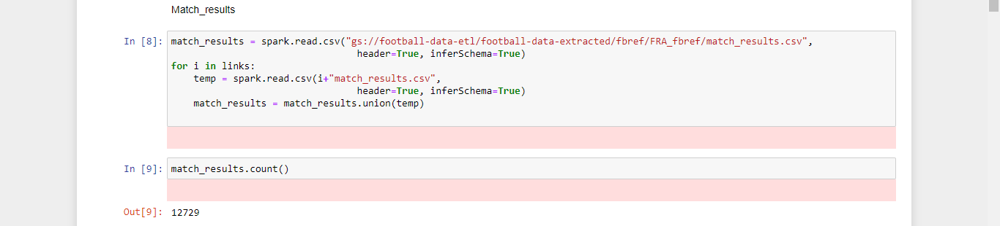 Match_results
In [8]: match_results = spark.read.csv("gs://football-data-etl/football-data-extracted/fbref/FRA_fbref/match_results.csv",
header=True, inferSchema=True)
for i in links:
temp = spark.read.csv(i+"match_results.csv",
header=True, inferSchema=True)
match_results = match_results.union(temp)
In [9]: match_results.count()
Out[9]: 12729